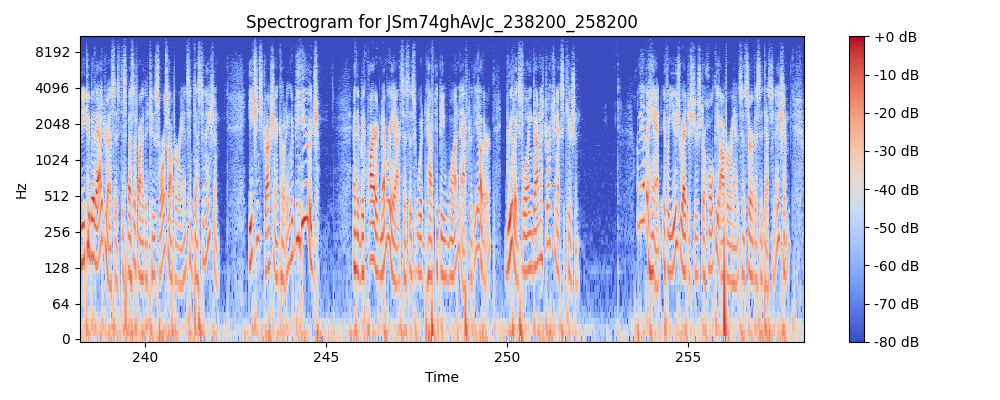 Spectrogram for JSm74ghAvJc_238200_258200
8192
4096
2048
1024
512
256
128
64
0
Hz
240
245
250
255
Time
+0 dB
-10 dB
-20 dB
-30 dB
-40 dB
-50 dB
-60 dB
-70 dB
-80 dB